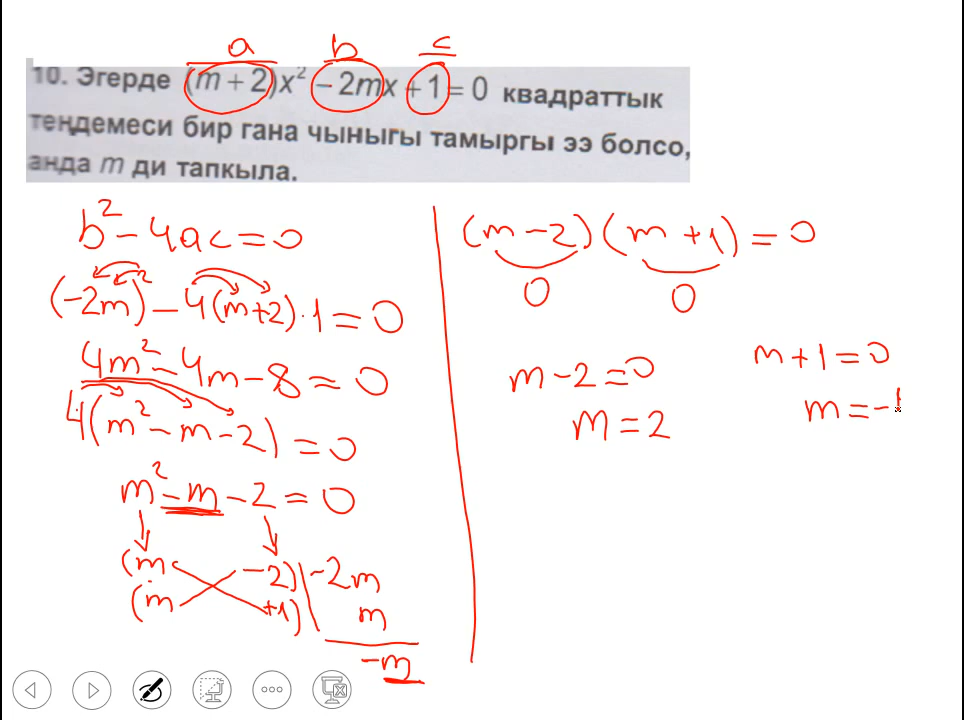 a b c
10. Эгерде (m + 2)x² − 2mx + 1 = 0 квадраттык
теңдемеси бир гана чыныгы тамыргы ээ болсо,
анда m ди тапкыла.
b² − 4ac = 0
(−2m)² − 4(m+2)·1 = 0
4m² − 4m − 8 = 0
4(m² − m − 2) = 0
m² − m − 2 = 0
(m −2) −2m
(m +1) m
−m
(m − 2)(m + 1) = 0
0 0
m − 2 = 0
m = 2
m + 1 = 0
m = −1